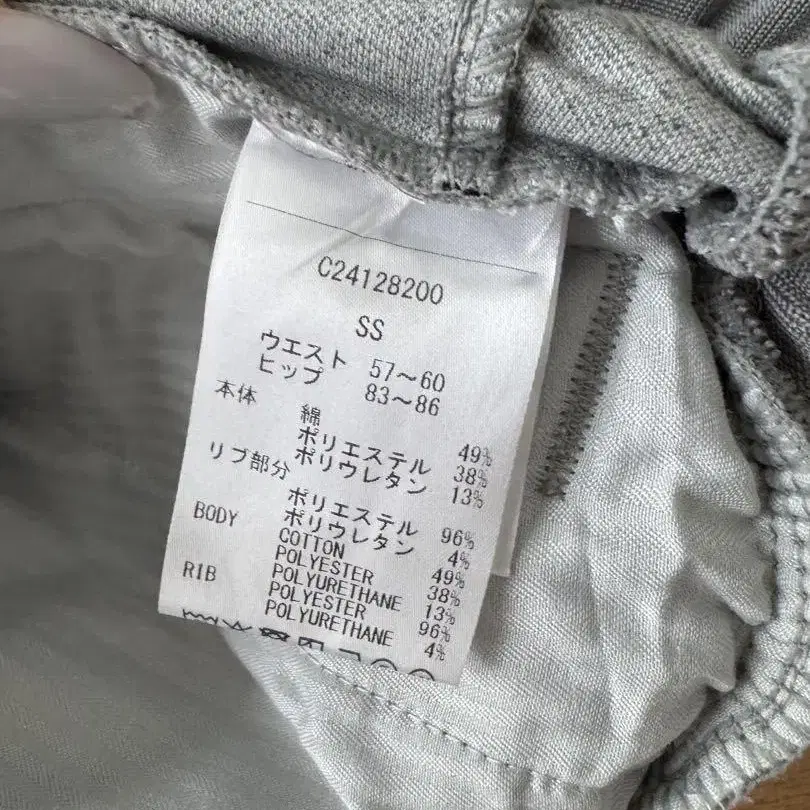 C24128200
SS
ウエスト 57～60
ヒップ 83～86
本体 綿 49%
ポリエステル 38%
ポリウレタン 13%
リブ部分 ポリエステル 96%
ポリウレタン 4%
BODY COTTON 49%
POLYESTER 38%
POLYURETHANE 13%
RIB POLYESTER 96%
POLYURETHANE 4%